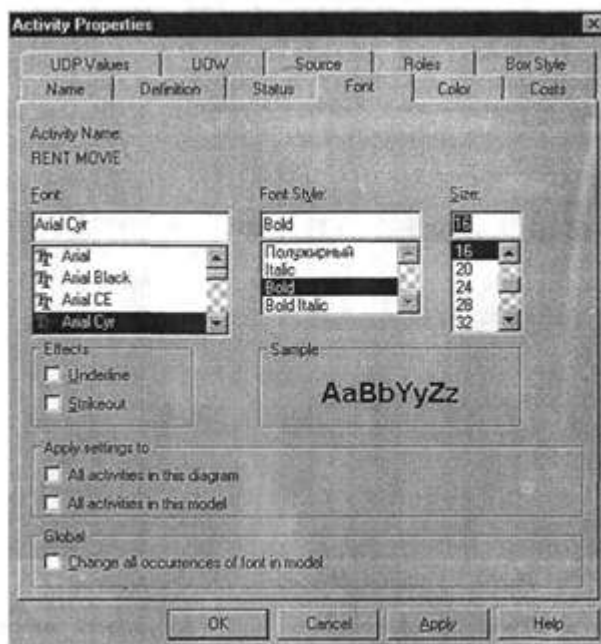 Activity Properties
UDP Values UOW Source Roles Box Style
Name Definition Status Font Color Costs
Activity Name:
RENT MOVIE
Font: Font Style: Size:
Arial Cyr Bold 16
Arial Полужирный 16
Arial Black Italic 20
Arial CE Bold 24
Arial Cyr Bold Italic 28
32
Effects Sample
Underline
Strikeout
AaBbYyZz
Apply settings to
All activities in this diagram
All activities in this model
Global
Change all occurrences of font in model
OK Cancel Apply Help